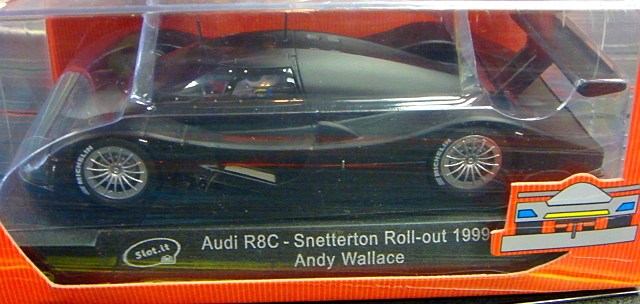 MICHELIN
MICHELIN
Slot.it
Audi R8C - Snetterton Roll-out 1999
Andy Wallace